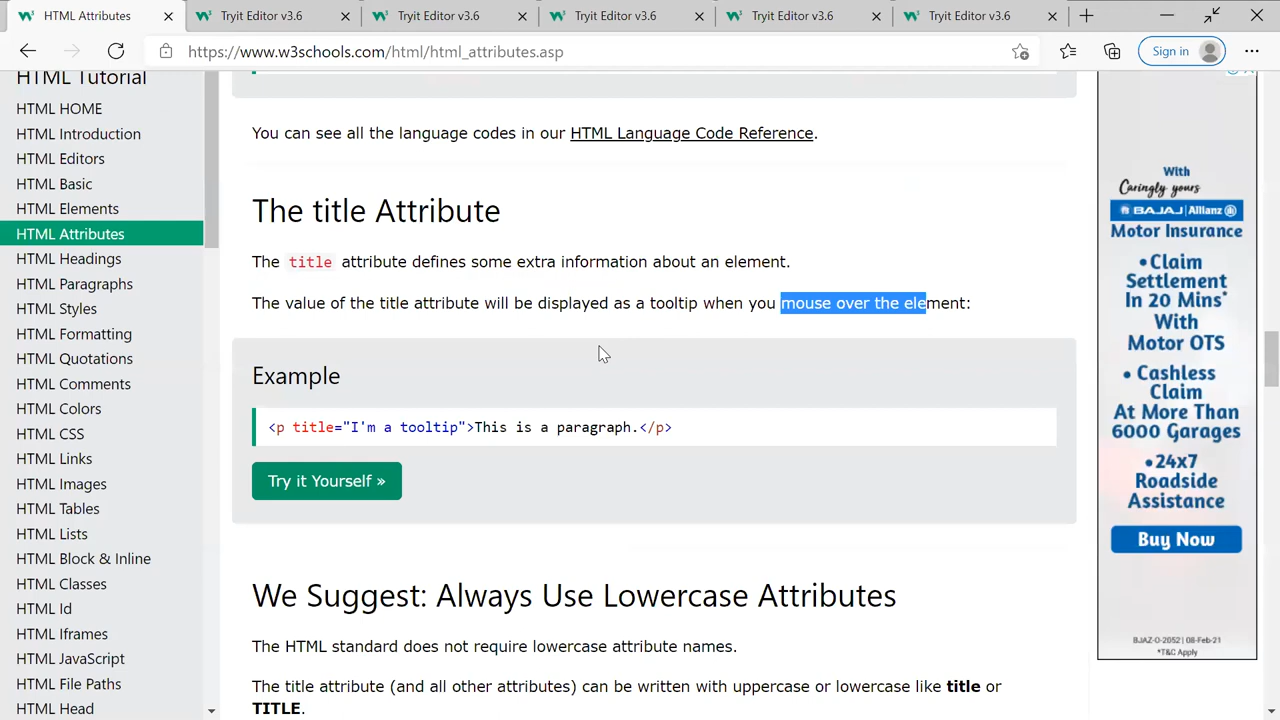 HTML Attributes
Tryit Editor v3.6
Tryit Editor v3.6
Tryit Editor v3.6
Tryit Editor v3.6
Tryit Editor v3.6
https://www.w3schools.com/html/html_attributes.asp
Sign in
HTML Tutorial
HTML HOME
HTML Introduction
HTML Editors
HTML Basic
HTML Elements
HTML Attributes
HTML Headings
HTML Paragraphs
HTML Styles
HTML Formatting
HTML Quotations
HTML Comments
HTML Colors
HTML CSS
HTML Links
HTML Images
HTML Tables
HTML Lists
HTML Block & Inline
HTML Classes
HTML Id
HTML Iframes
HTML JavaScript
HTML File Paths
HTML Head
You can see all the language codes in our HTML Language Code Reference.
The title Attribute
The title attribute defines some extra information about an element.
The value of the title attribute will be displayed as a tooltip when you mouse over the element:
Example
<p title="I'm a tooltip">This is a paragraph.</p>
Try it Yourself »
We Suggest: Always Use Lowercase Attributes
The HTML standard does not require lowercase attribute names.
The title attribute (and all other attributes) can be written with uppercase or lowercase like title or
TITLE.
With
Caringly yours
BAJAJ | Allianz
Motor Insurance
• Claim
Settlement
In 20 Mins*
With
Motor OTS
• Cashless
Claim
At More Than
6000 Garages
• 24x7
Roadside
Assistance
Buy Now
BJAZ-O-2052 | 08-Feb-21
*T&C Apply